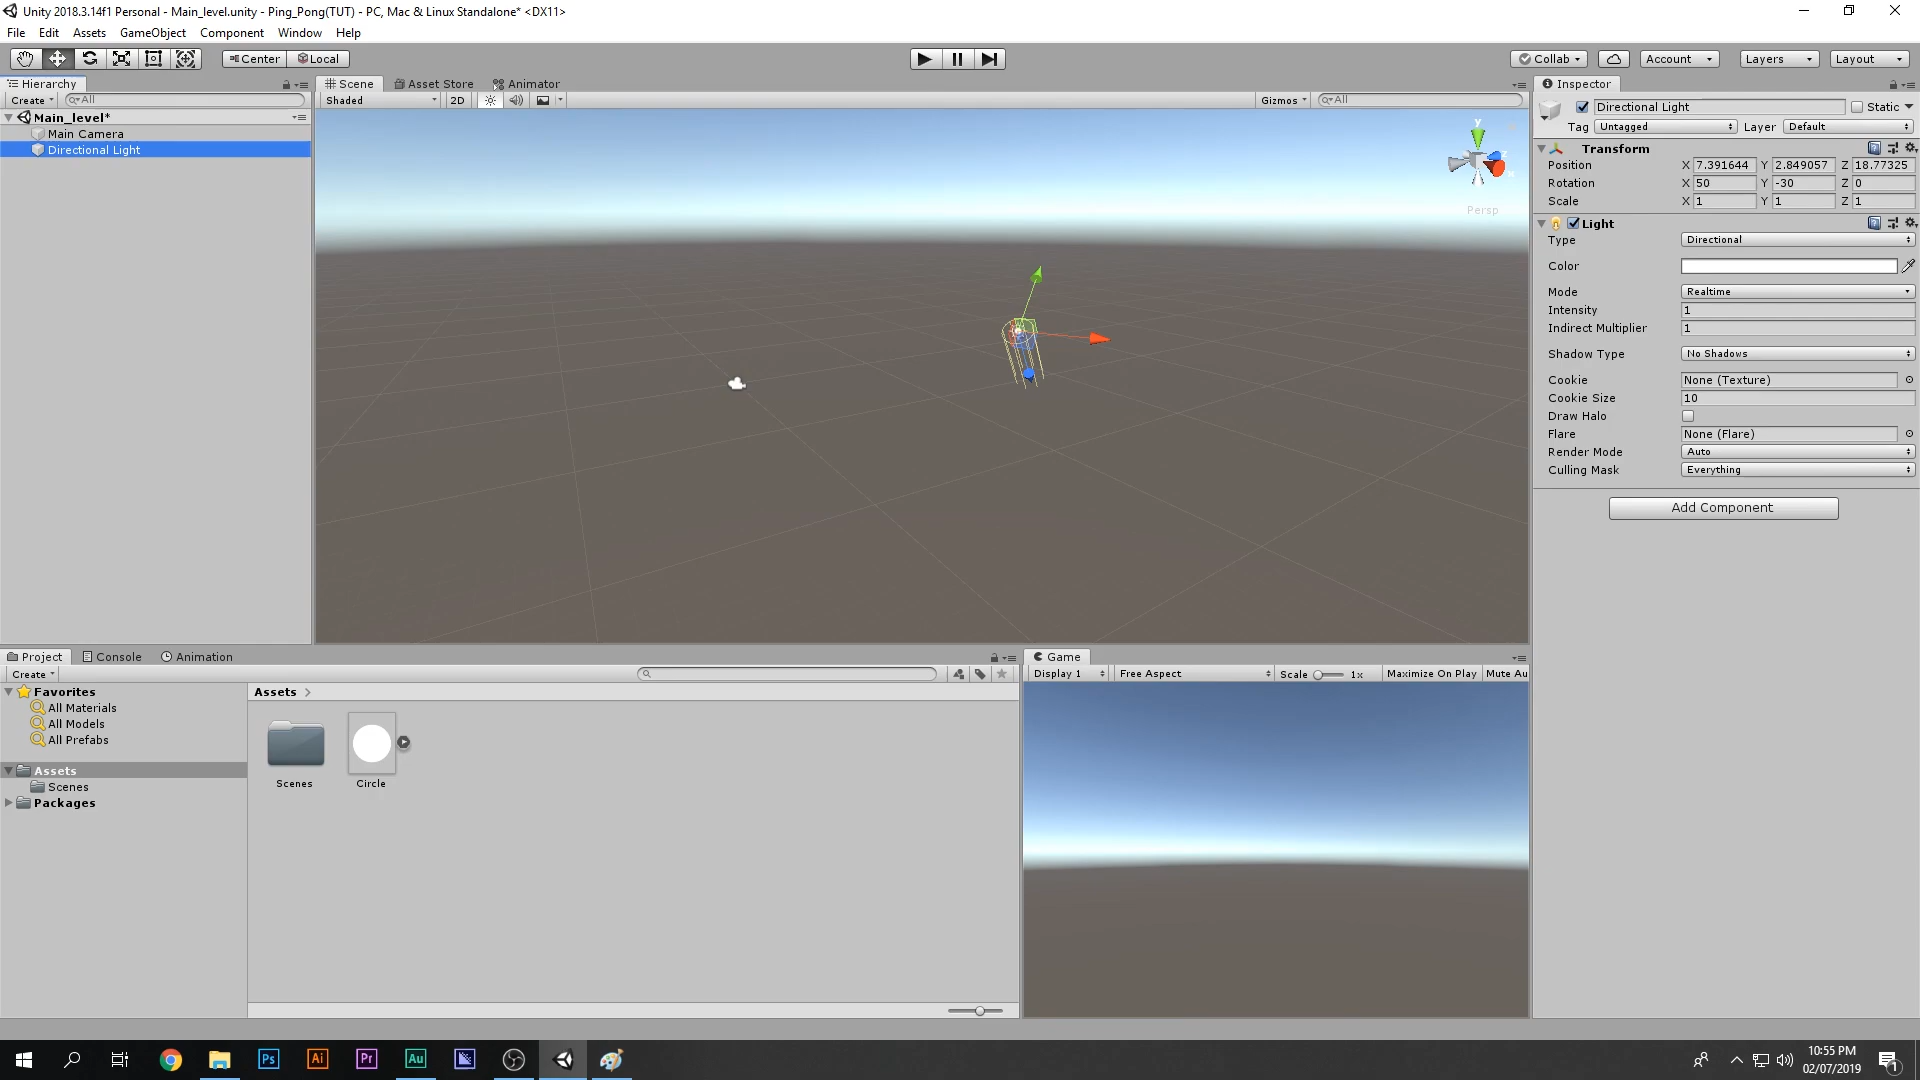 Unity 2018.3.14f1 Personal - Main_level.unity - Ping_Pong(TUT) - PC, Mac & Linux Standalone* <DX11>
File Edit Assets GameObject Component Window Help
Center Local
Collab Account Layers Layout
Hierarchy
Create All
Main_level*
Main Camera
Directional Light
Scene Asset Store Animator
Shaded 2D Gizmos All
y
Persp
Inspector
Directional Light Static
Tag Untagged Layer Default
Transform
Position X 7.391644 Y 2.849057 Z 18.77325
Rotation X 50 Y -30 Z 0
Scale X 1 Y 1 Z 1
Light
Type Directional
Color
Mode Realtime
Intensity 1
Indirect Multiplier 1
Shadow Type No Shadows
Cookie None (Texture)
Cookie Size 10
Draw Halo
Flare None (Flare)
Render Mode Auto
Culling Mask Everything
Add Component
Project Console Animation
Create
Favorites
All Materials
All Models
All Prefabs
Assets
Scenes
Packages
Assets
Scenes Circle
Game
Display 1 Free Aspect Scale 1x Maximize On Play Mute Au
Ps Ai Pr Au
10:55 PM
02/07/2019
1